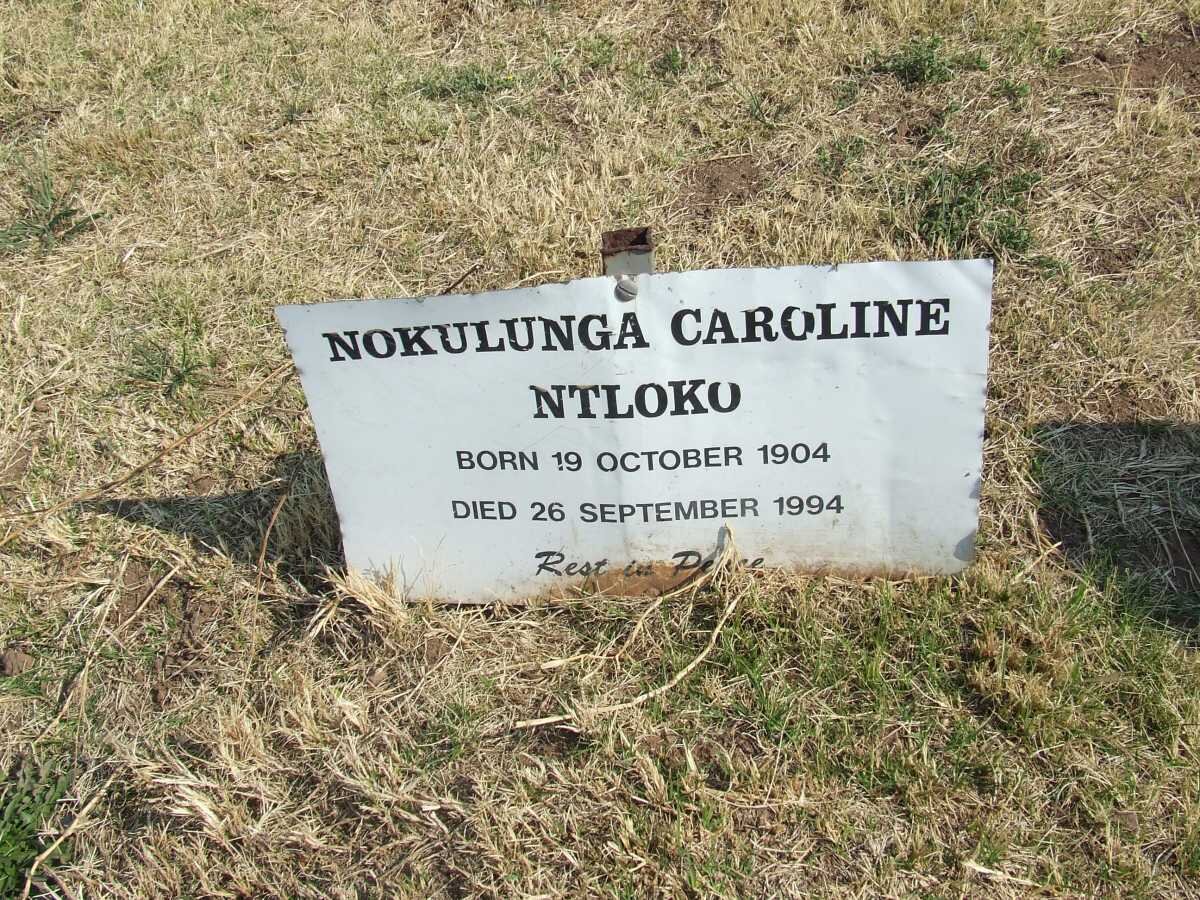 NOKULUNGA CAROLINE
NTLOKO
BORN 19 OCTOBER 1904
DIED 26 SEPTEMBER 1994
Rest in Peace